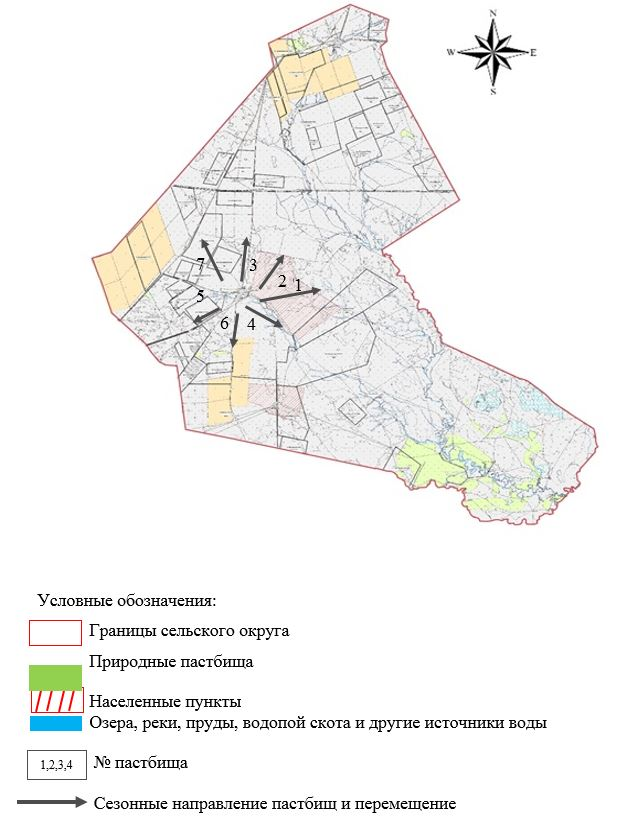 N
W E
S
7
3
2
1
5
6
4
Условные обозначения:
Границы сельского округа
Природные пастбища
Населенные пункты
Озера, реки, пруды, водопой скота и другие источники воды
1,2,3,4 № пастбища
Сезонные направление пастбищ и перемещение